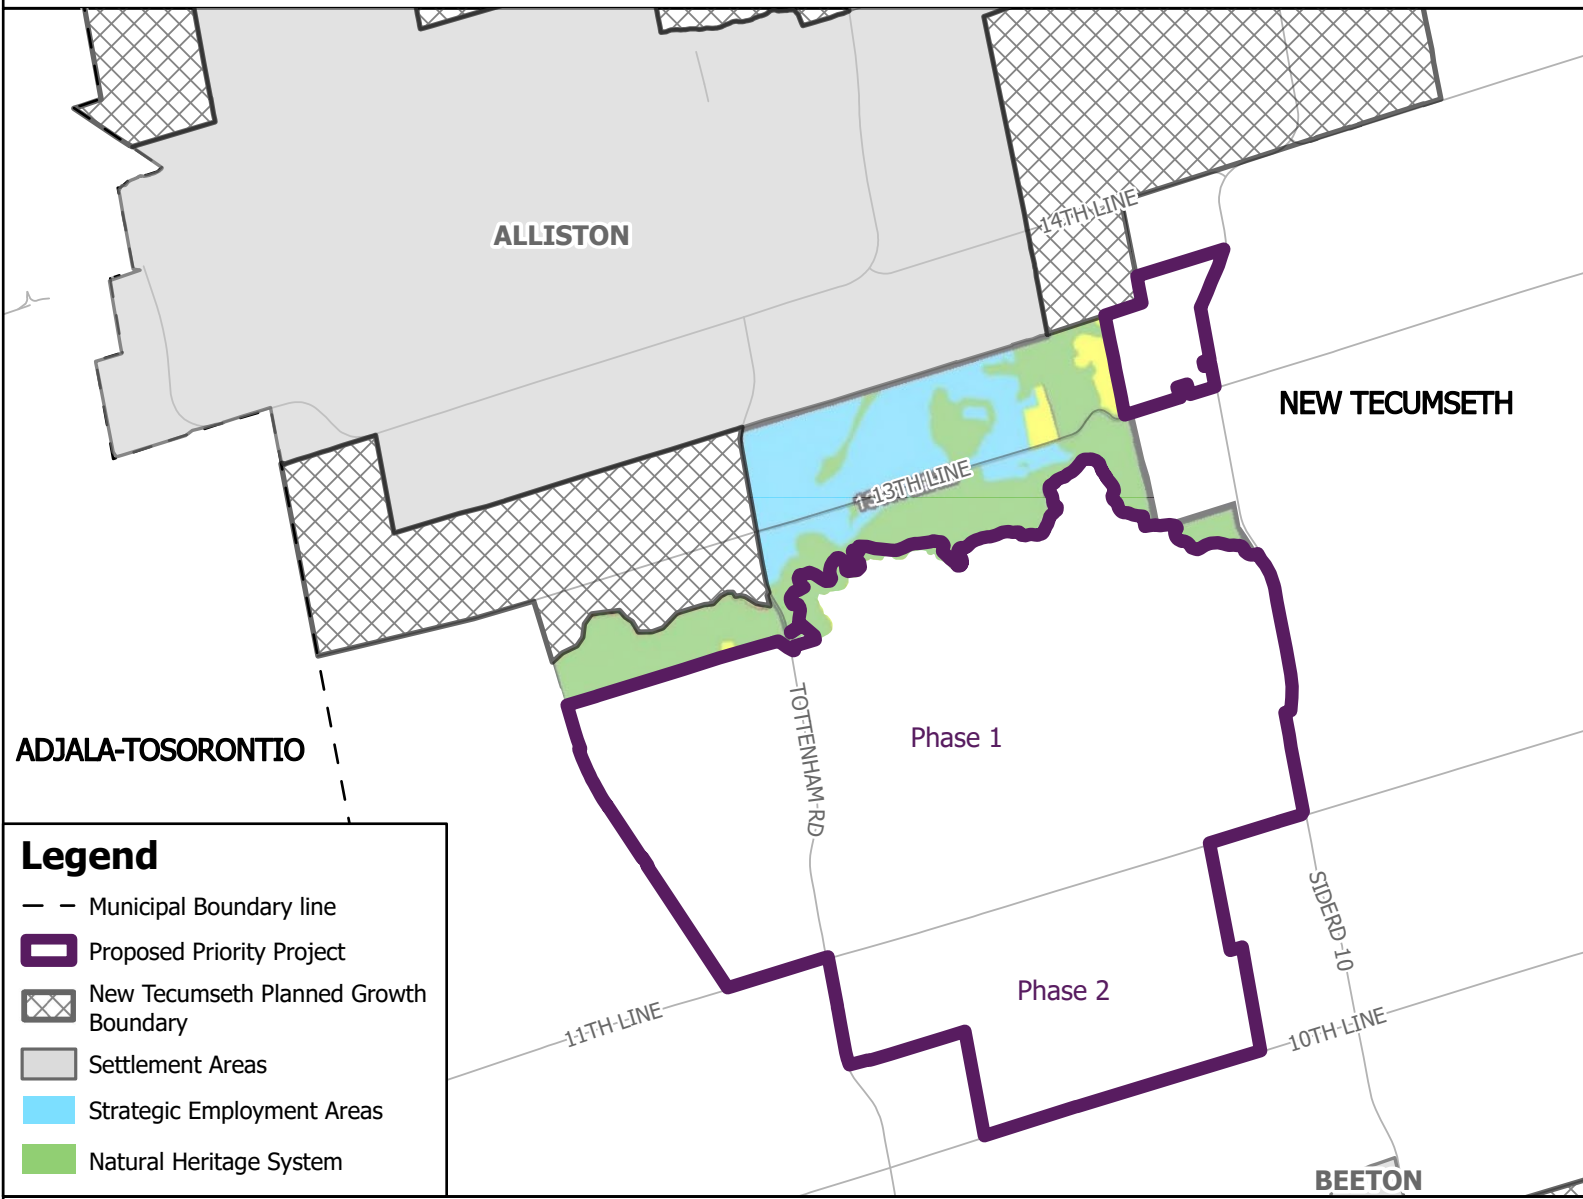 ALLISTON
14TH LINE
NEW TECUMSETH
13TH LINE
ADJALA-TOSORONTIO
TOTTENHAM RD
Phase 1
Phase 2
SIDERD 10
11TH LINE
10TH LINE
BEETON
Legend
Municipal Boundary line
Proposed Priority Project
New Tecumseth Planned Growth
Boundary
Settlement Areas
Strategic Employment Areas
Natural Heritage System